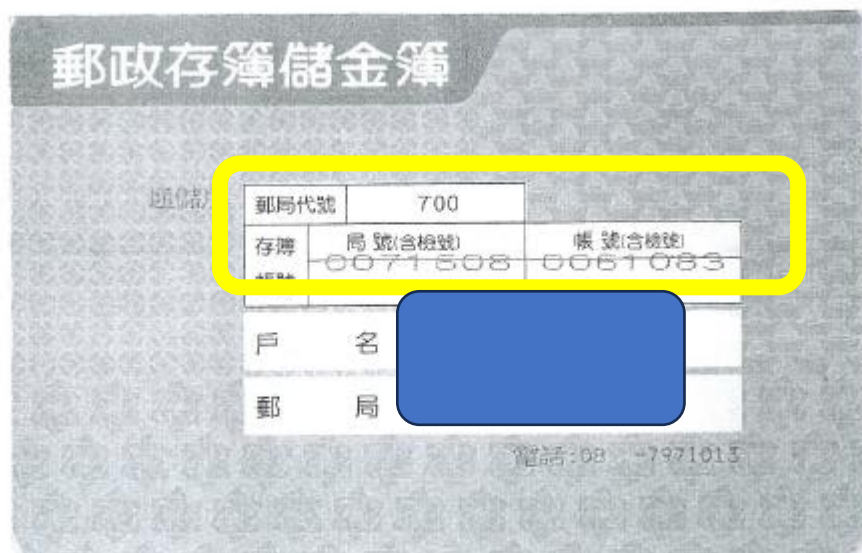 郵政存簿儲金簿
郵局代號 700
存簿 局號(含檢號) 帳號(含檢號)
0071608 0061083
戶名
郵局
電話:08 -7971013